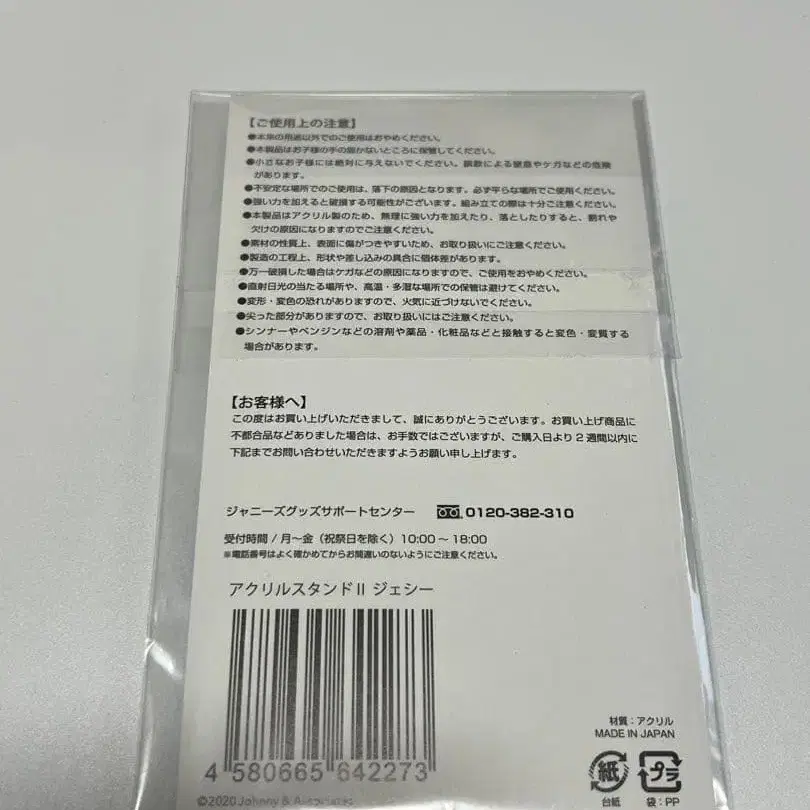 【ご使用上の注意】
●本来の用途以外でのご使用はおやめください。
●本製品はお子様の手の届かないところに保管してください。
●小さなお子様には絶対に与えないでください。誤飲による窒息やケガなどの危険
があります。
●不安定な場所でのご使用は、落下の原因となります。必ず平らな場所でご使用ください。
●強い力を加えると破損する可能性がございます。組み立ての際は十分ご注意ください。
●本製品はアクリル製のため、無理に強い力を加えたり、落としたりすると、割れや
欠けの原因になりますのでご注意ください。
●素材の性質上、表面に傷がつきやすいため、お取り扱いにご注意ください。
●製造の工程上、形状や差し込みの具合に個体差があります。
●万一破損した場合はケガなどの原因になりますので、ご使用をおやめください。
●直射日光の当たる場所や、高温・多湿な場所での保管は避けてください。
●変形・変色の恐れがありますので、火気に近づけないでください。
●尖った部分がありますので、お取り扱いにはご注意ください。
●シンナーやベンジンなどの溶剤や薬品・化粧品などと接触すると変色・変質する
場合があります。
【お客様へ】
この度はお買い上げいただきまして、誠にありがとうございます。お買い上げ商品に
不都合品などありました場合は、お手数ではございますが、ご購入日より2週間以内に
下記までお問い合わせいただきますようお願い申し上げます。
ジャニーズグッズサポートセンター 0120-382-310
受付時間 / 月〜金（祝祭日を除く）10:00〜18:00
※電話番号はよく確かめてからお間違いのないようにご注意ください。
アクリルスタンドⅡ ジェシー
4 580665 642273
材質：アクリル
MADE IN JAPAN
紙 プラ
台紙 袋：PP
©2020 Johnny & Associates